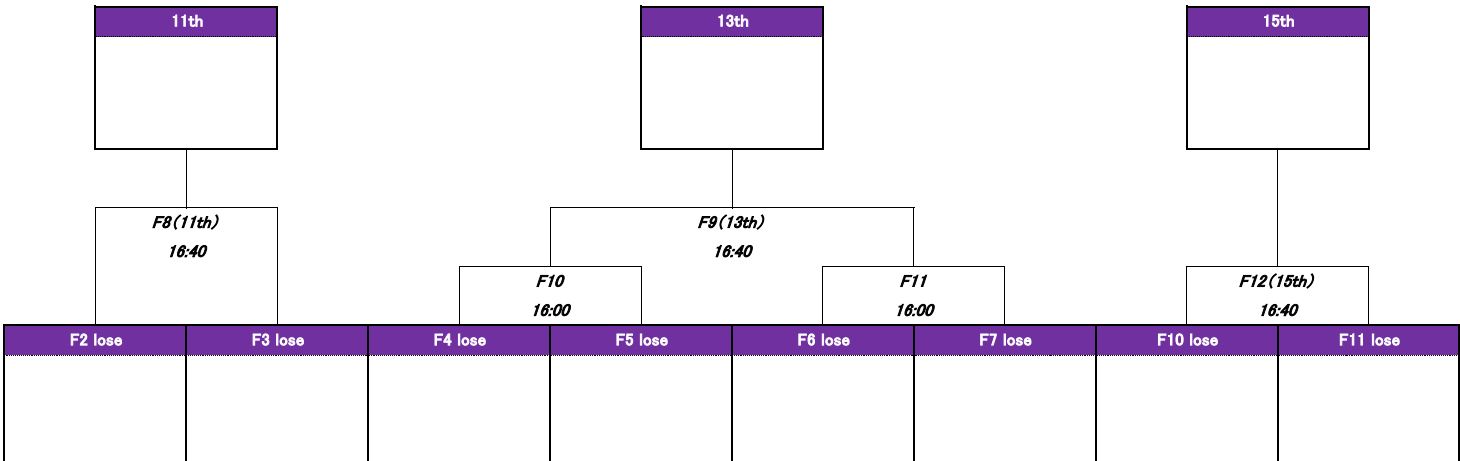 11th
13th
15th
F8（11th）
16:40
F9（13th）
16:40
F10
16:00
F11
16:00
F12（15th）
16:40
F2 lose
F3 lose
F4 lose
F5 lose
F6 lose
F7 lose
F10 lose
F11 lose